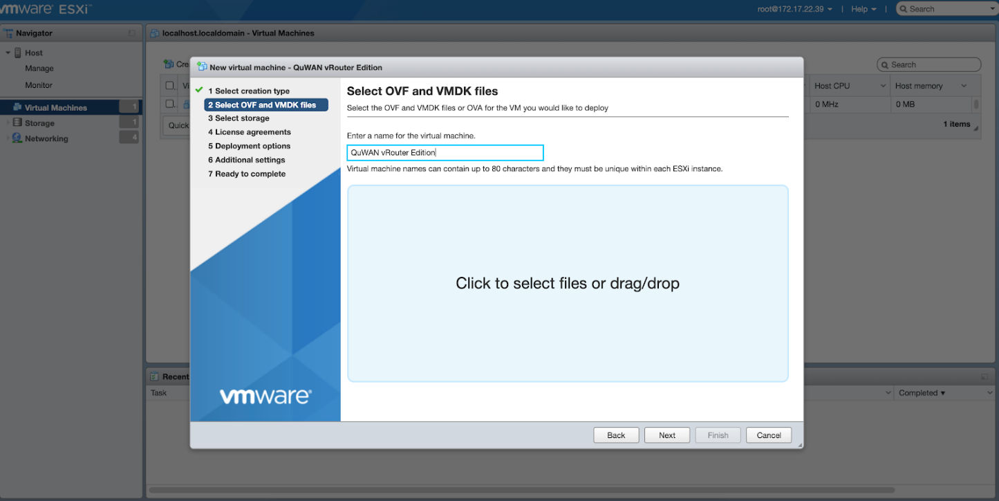 vmware ESXi™
root@172.17.22.39 | Help | Search
Navigator
localhost.localdomain - Virtual Machines
Host
Manage
Monitor
Virtual Machines 1
Storage 1
Networking 4
Search
Host CPU Host memory
0 MHz 0 MB
Quick
1 items
New virtual machine - QuWAN vRouter Edition
1 Select creation type
2 Select OVF and VMDK files
3 Select storage
4 License agreements
5 Deployment options
6 Additional settings
7 Ready to complete
Select OVF and VMDK files
Select the OVF and VMDK files or OVA for the VM you would like to deploy
Enter a name for the virtual machine.
QuWAN vRouter Edition
Virtual machine names can contain up to 80 characters and they must be unique within each ESXi instance.
Click to select files or drag/drop
vmware®
Back Next Finish Cancel
Recent
Task
Completed ▼